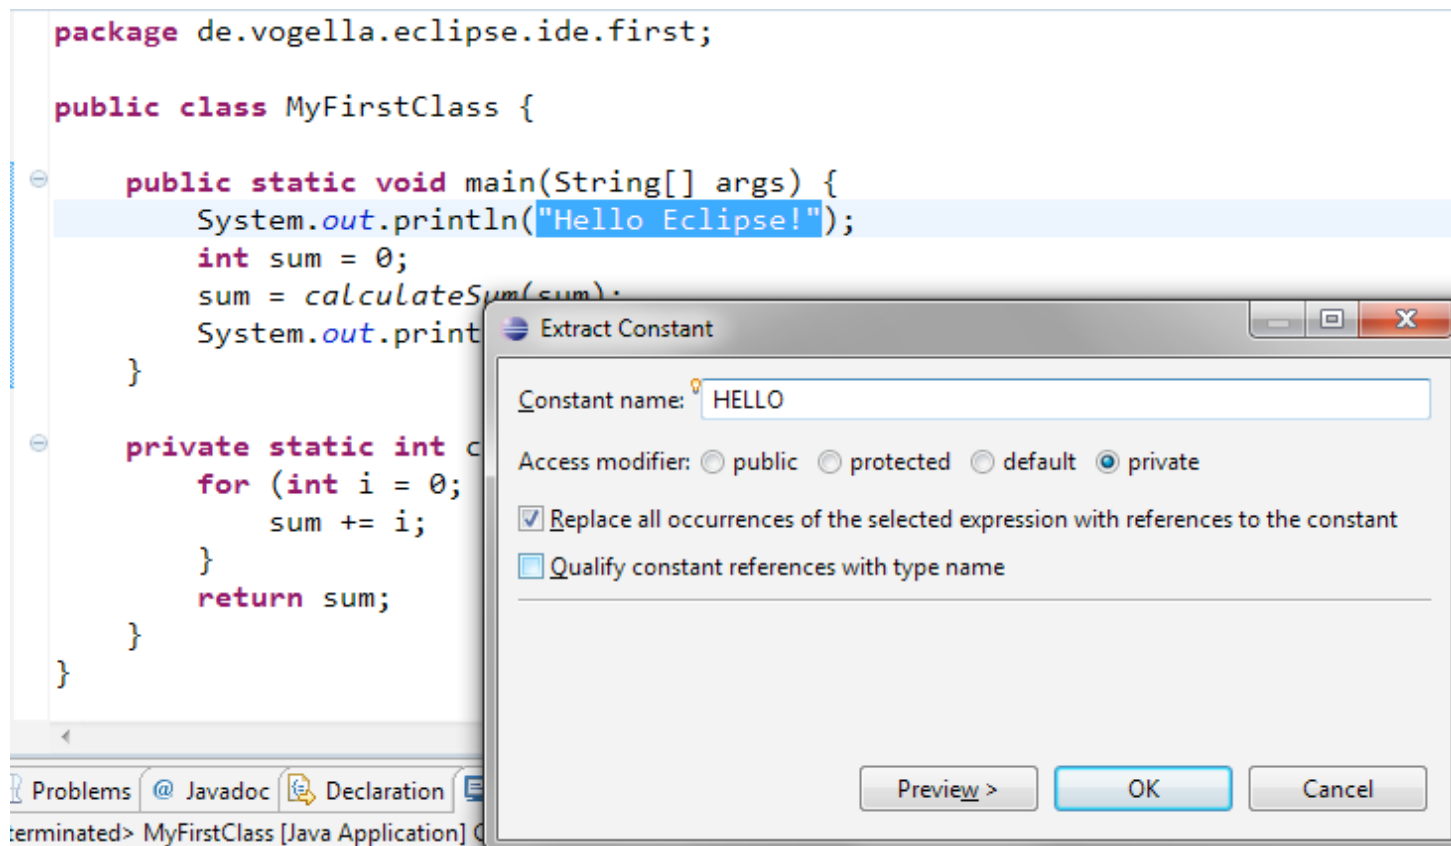 package de.vogella.eclipse.ide.first;
public class MyFirstClass {
public static void main(String[] args) {
System.out.println("Hello Eclipse!");
int sum = 0;
sum = calculateSum(sum);
System.out.print
}
private static int c
for (int i = 0;
sum += i;
}
return sum;
}
}
Extract Constant
Constant name: HELLO
Access modifier: public protected default private
Replace all occurrences of the selected expression with references to the constant
Qualify constant references with type name
Preview > OK Cancel
Problems @ Javadoc Declaration
MyFirstClass [Java Application]